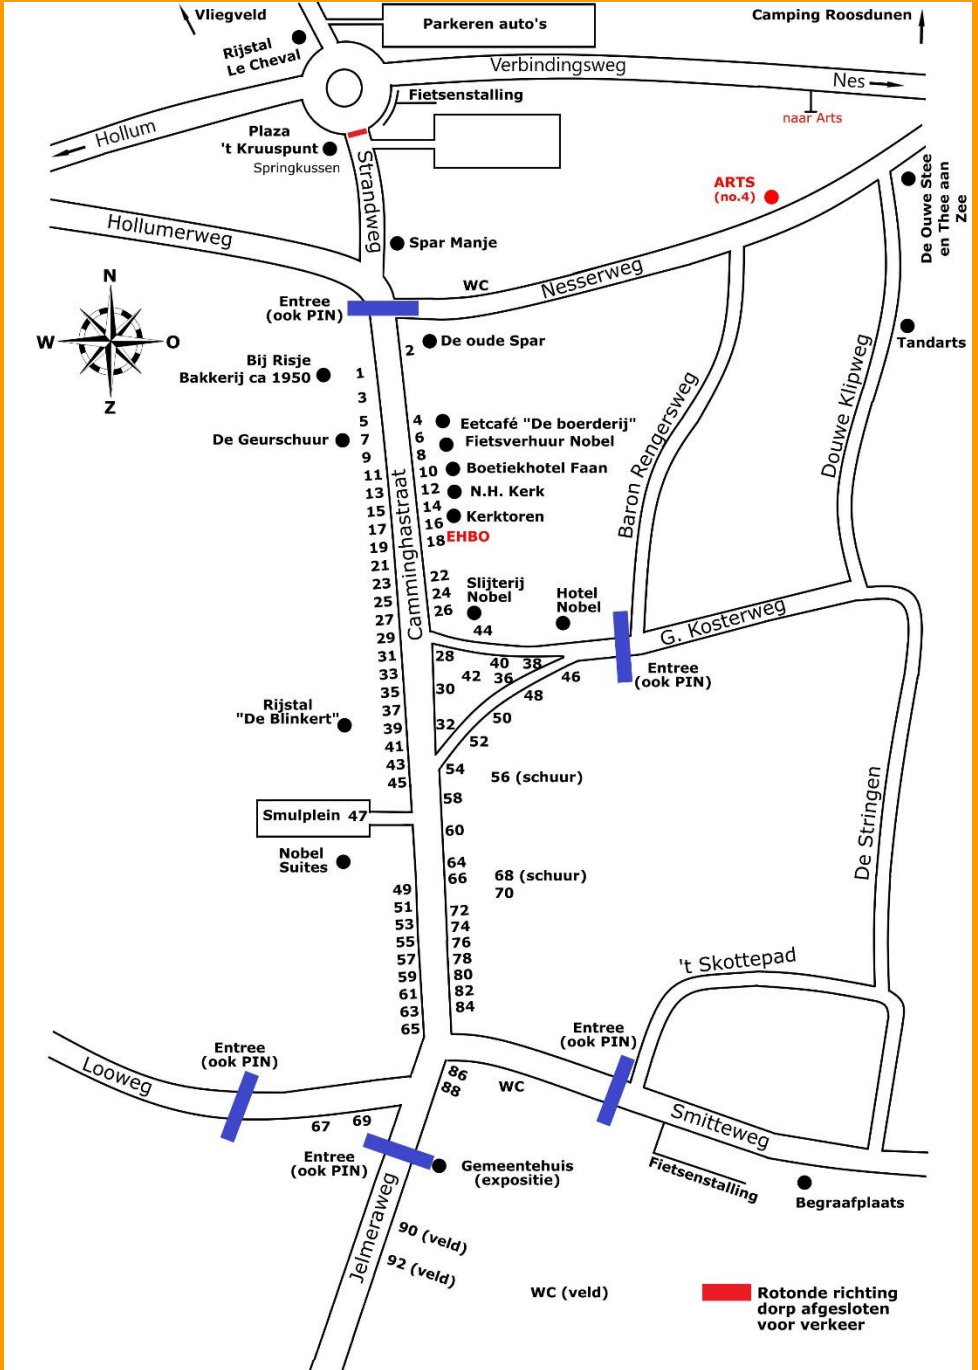 Vliegveld
Parkeren auto's
Camping Roosdunen
Rijstal
Le Cheval
Verbindingsweg
Nes
Fietsenstalling
naar Arts
Hollum
Plaza
't Kruuspunt
Springkussen
Strandweg
ARTS
(no.4)
De Ouwe Stee
en Thee aan
Zee
Hollumerweg
Spar Manje
WC
Nesserweg
N
W
O
Z
Entree
(ook PIN)
De oude Spar
2
Tandarts
Bij Risje
Bakkerij ca 1950
1
3
5
7
9
11
13
15
17
19
21
23
25
27
29
31
33
35
37
39
41
43
45
De Geurschuur
4
6
8
10
12
14
16
18
22
24
26
Eetcafé "De boerderij"
Fietsverhuur Nobel
Boetiekhotel Faan
N.H. Kerk
Kerktoren
EHBO
Camminghastraat
Baron Rengersweg
Douwe Klipweg
Slijterij
Nobel
44
Hotel
Nobel
G. Kosterweg
Entree
(ook PIN)
28
30
32
42
40
38
36
46
48
50
52
Rijstal
"De Blinkert"
54
56 (schuur)
58
60
64
66
68 (schuur)
70
72
74
76
78
80
82
84
Smulplein
47
Nobel
Suites
49
51
53
55
57
59
61
63
65
De Stringen
't Skottepad
Entree
(ook PIN)
Looweg
Entree
(ook PIN)
86
88
WC
Smitteweg
67
69
Entree
(ook PIN)
Gemeentehuis
(expositie)
Fietsenstalling
Begraafplaats
Jelmeraweg
90 (veld)
92 (veld)
WC (veld)
Rotonde richting
dorp afgesloten
voor verkeer